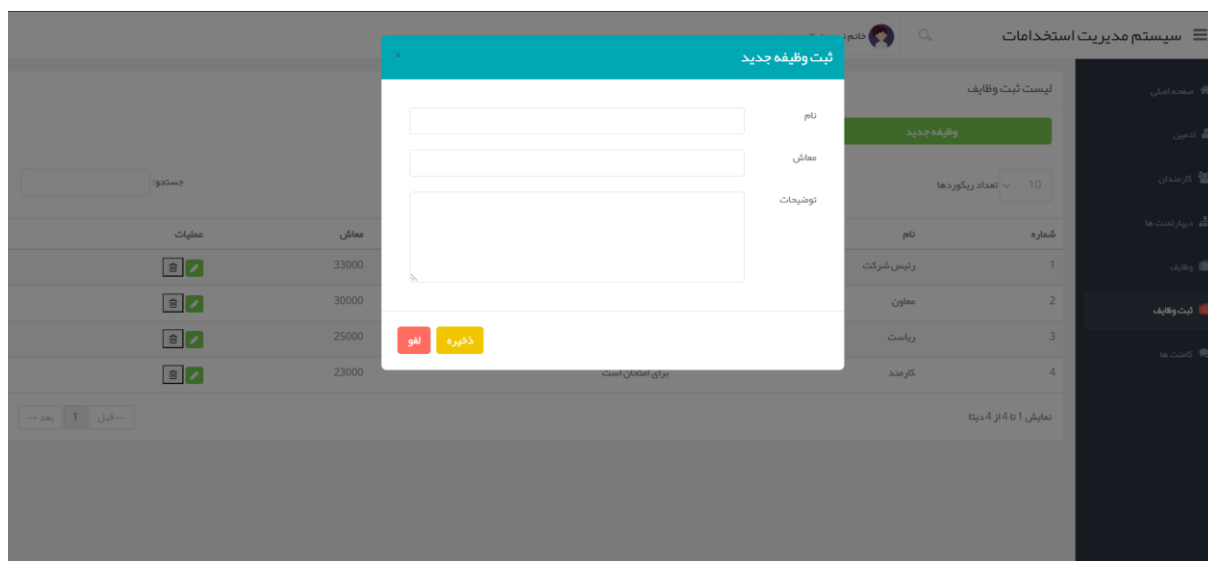 سیستم مدیریت استخدامات
خانم
ثبت وظیفه جدید
×
صفحه اصلی
ادمین
کارمندان
دیپارتمنت ها
وظایف
ثبت وظایف
کامنت ها
لیست ثبت وظایف
وظیفه جدید
10 تعداد ریکوردها
جستجو:
نام
معاش
توضیحات
ذخیره لغو
شماره نام معاش عملیات
1 رئیس شرکت 33000
2 معاون 30000
3 ریاست 25000
4 کارمند برای امتحان است 23000
نمایش 1 تا 4 از 4 دیتا
←قبل 1 بعد→